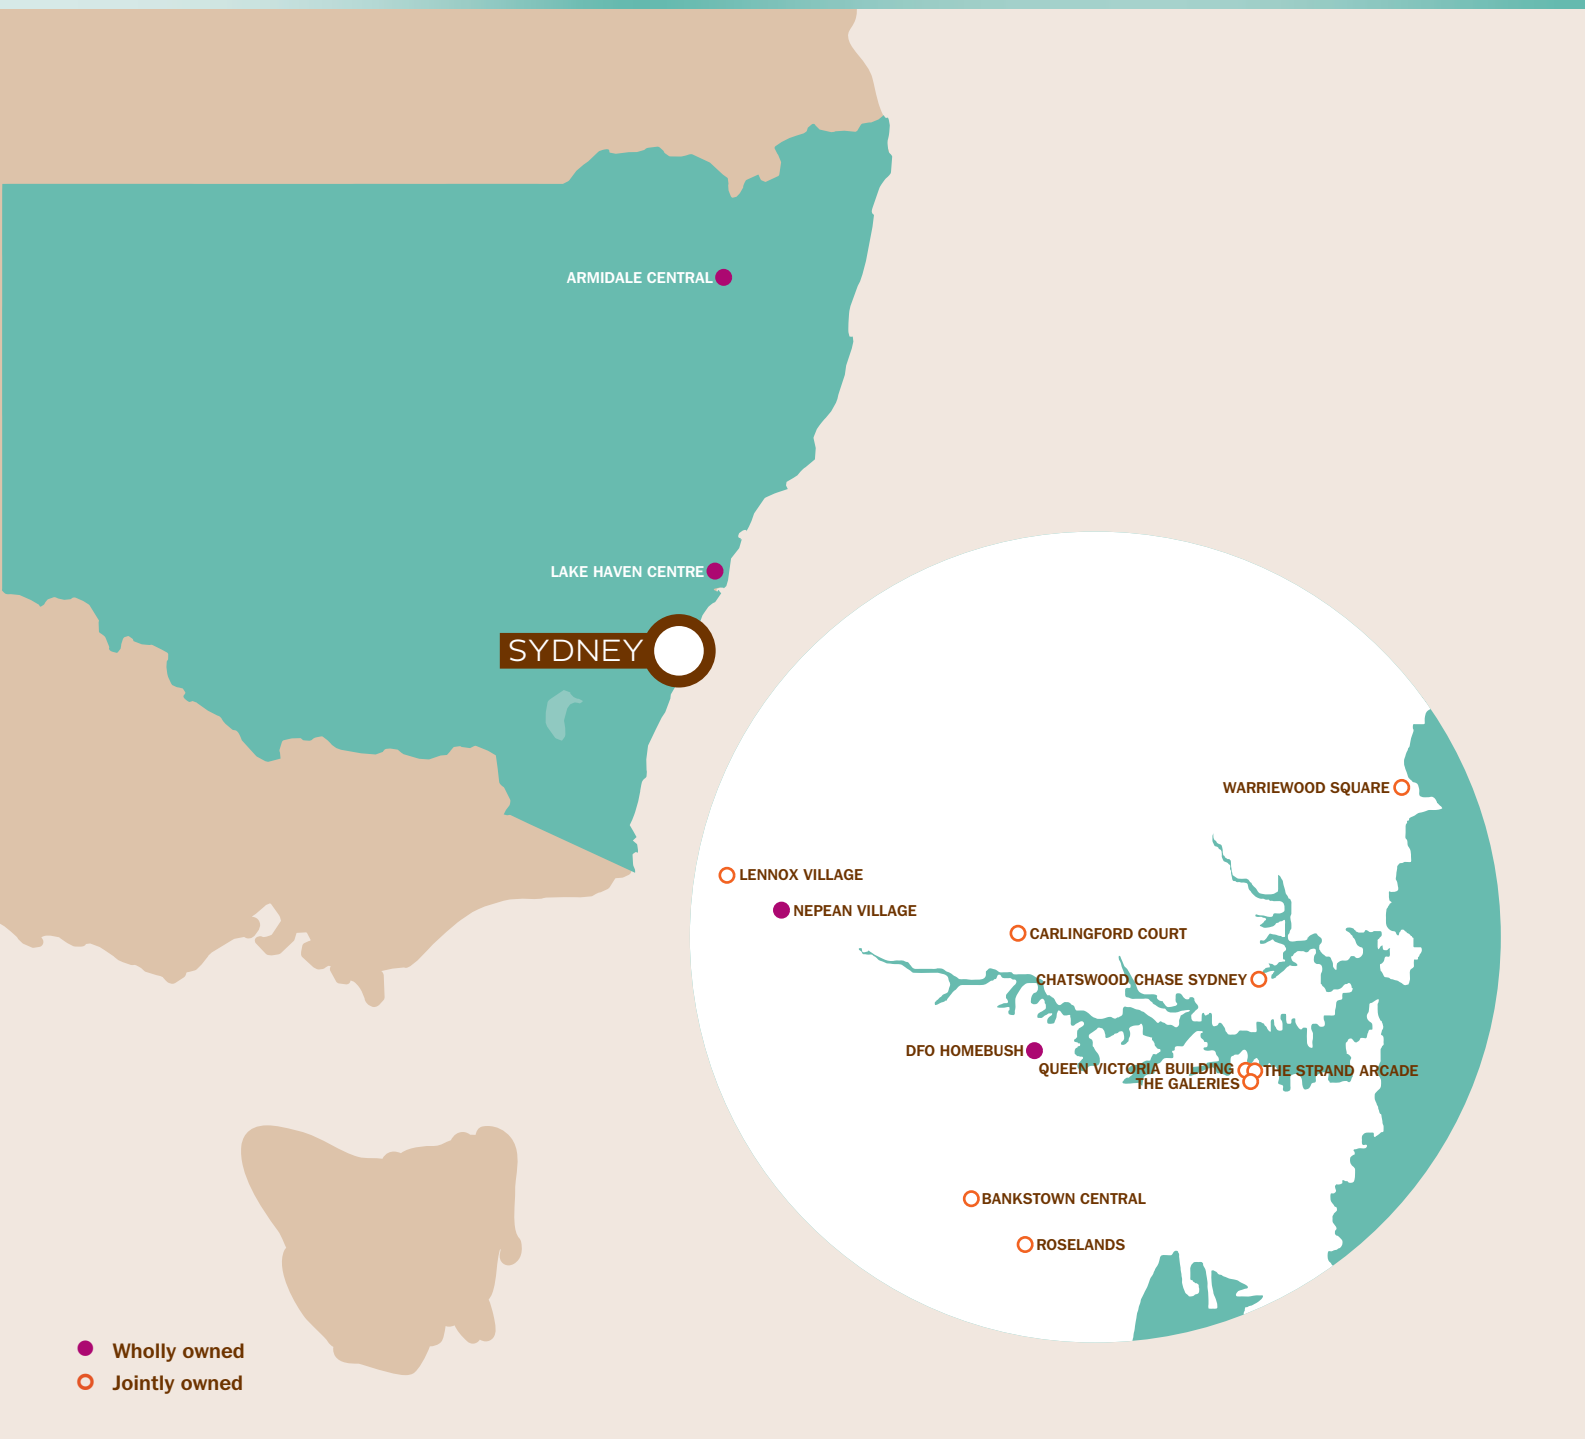 ARMIDALE CENTRAL
LAKE HAVEN CENTRE
SYDNEY
WARRIEWOOD SQUARE
LENNOX VILLAGE
NEPEAN VILLAGE
CARLINGFORD COURT
CHATSWOOD CHASE SYDNEY
DFO HOMEBUSH
QUEEN VICTORIA BUILDING
THE STRAND ARCADE
THE GALERIES
BANKSTOWN CENTRAL
ROSELANDS
Wholly owned
Jointly owned